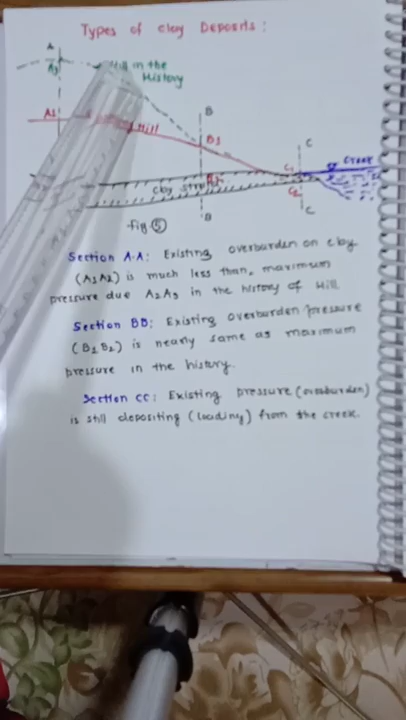 Types of clay Deposits :
A
A3
Hill in the
History
A1
Hill
B
B1
C
C1
Creek
clay str
C2
C
B
fig ⑤
Section A-A: Existing overburden on clay
(A1A2) is much less than, maximum
pressure due A2A3 in the history of Hill.
Section BB: Existing overburden pressure
(B1B2) is nearly same as maximum
pressure in the history.
Section CC: Existing pressure (overburden)
is still depositing (loading) from the creek.